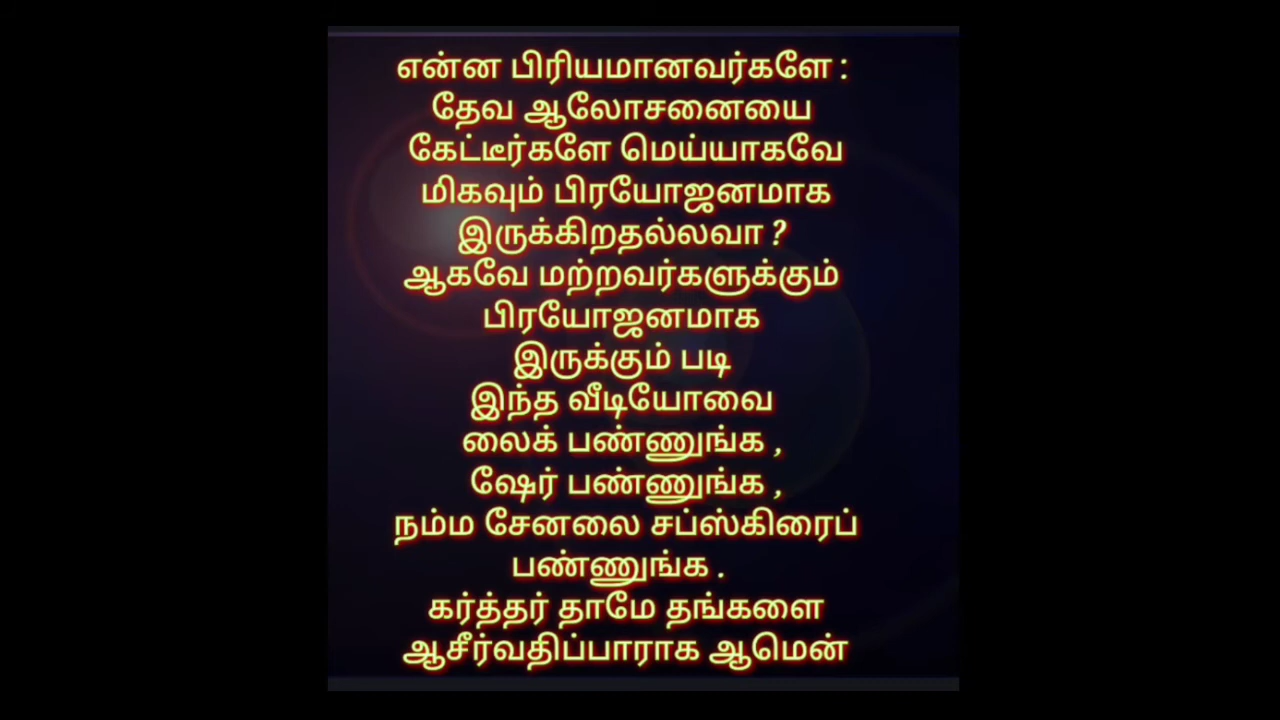 என்ன பிரியமானவர்களே :
தேவ ஆலோசனையை
கேட்டீர்களே மெய்யாகவே
மிகவும் பிரயோஜனமாக
இருக்கிறதல்லவா ?
ஆகவே மற்றவர்களுக்கும்
பிரயோஜனமாக
இருக்கும் படி
இந்த வீடியோவை
லைக் பண்ணுங்க ,
ஷேர் பண்ணுங்க ,
நம்ம சேனலை சப்ஸ்கிரைப்
பண்ணுங்க .
கர்த்தர் தாமே தங்களை
ஆசீர்வதிப்பாராக ஆமென்